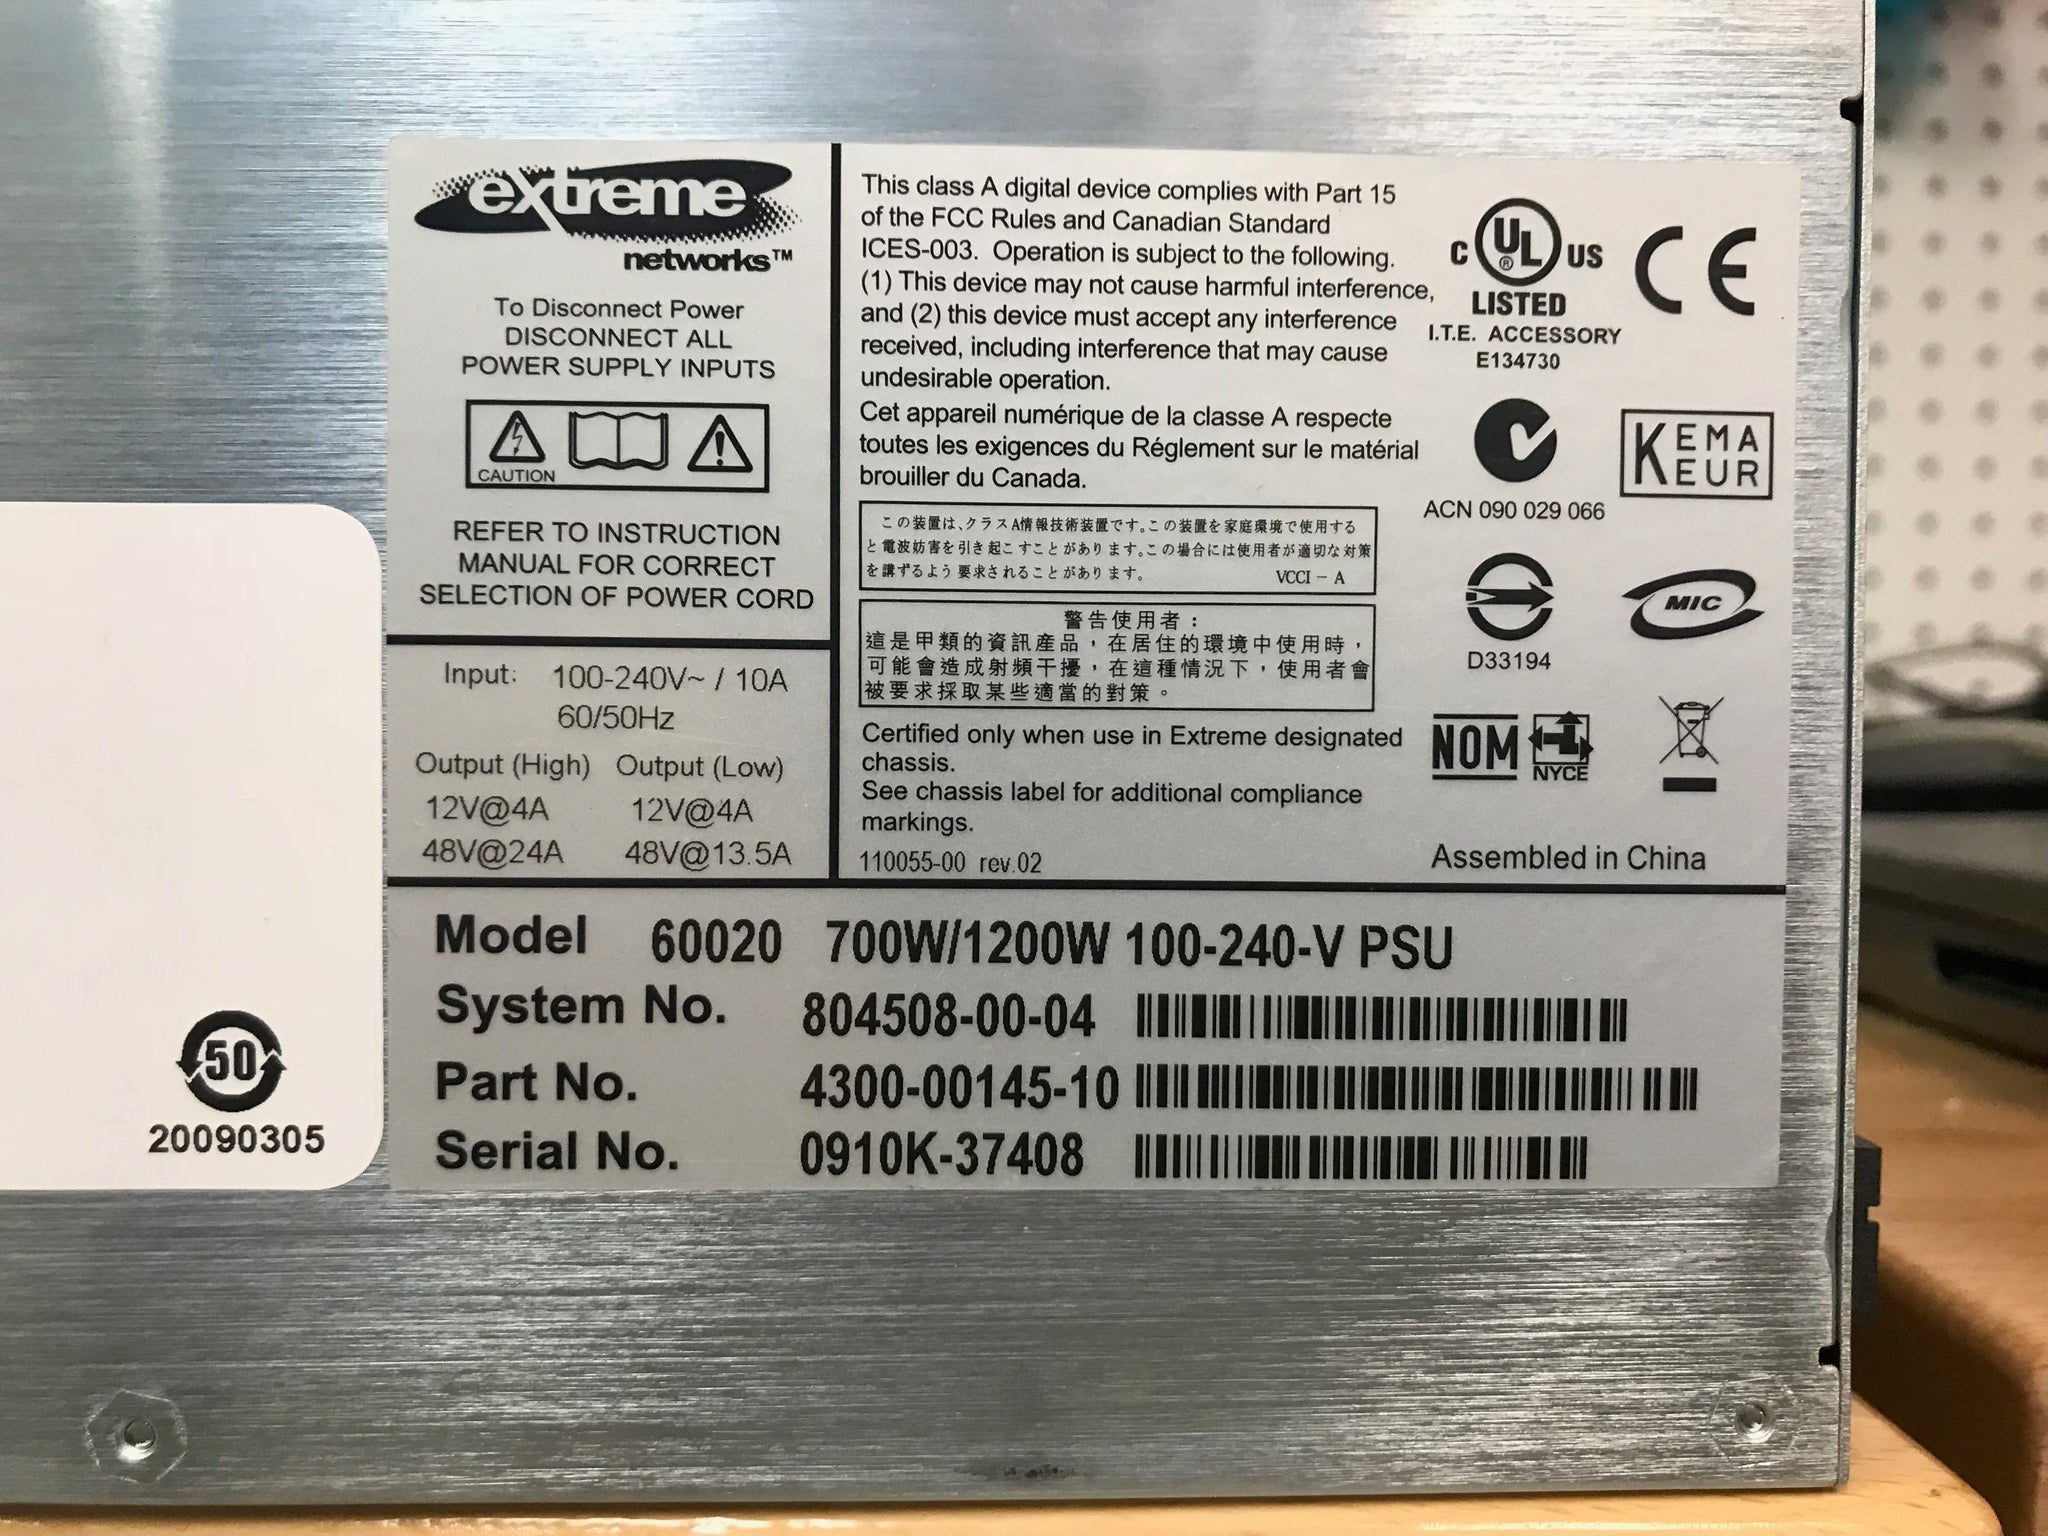 extreme
networks™
To Disconnect Power
DISCONNECT ALL
POWER SUPPLY INPUTS
CAUTION
REFER TO INSTRUCTION
MANUAL FOR CORRECT
SELECTION OF POWER CORD
Input: 100-240V~ / 10A
60/50Hz
Output (High) Output (Low)
12V@4A 12V@4A
48V@24A 48V@13.5A
This class A digital device complies with Part 15
of the FCC Rules and Canadian Standard
ICES-003. Operation is subject to the following.
(1) This device may not cause harmful interference,
and (2) this device must accept any interference
received, including interference that may cause
undesirable operation.
Cet appareil numérique de la classe A respecte
toutes les exigences du Réglement sur le matérial
brouiller du Canada.
この装置は、クラスA情報技術装置です。この装置を家庭環境で使用する
と電波妨害を引き起こすことがあります。この場合には使用者が適切な対策
を講ずるよう要求されることがあります。 VCCI – A
警告使用者：
這是甲類的資訊產品，在居住的環境中使用時，
可能會造成射頻干擾，在這種情況下，使用者會
被要求採取某些適當的對策。
Certified only when use in Extreme designated
chassis.
See chassis label for additional compliance
markings.
110055-00 rev.02
C UL ® US
LISTED
I.T.E. ACCESSORY
E134730
CE
ACN 090 029 066
KEMA
KEUR
D33194
MIC
NOM
NYCE
Assembled in China
Model 60020 700W/1200W 100-240-V PSU
System No. 804508-00-04
Part No. 4300-00145-10
Serial No. 0910K-37408
50
20090305